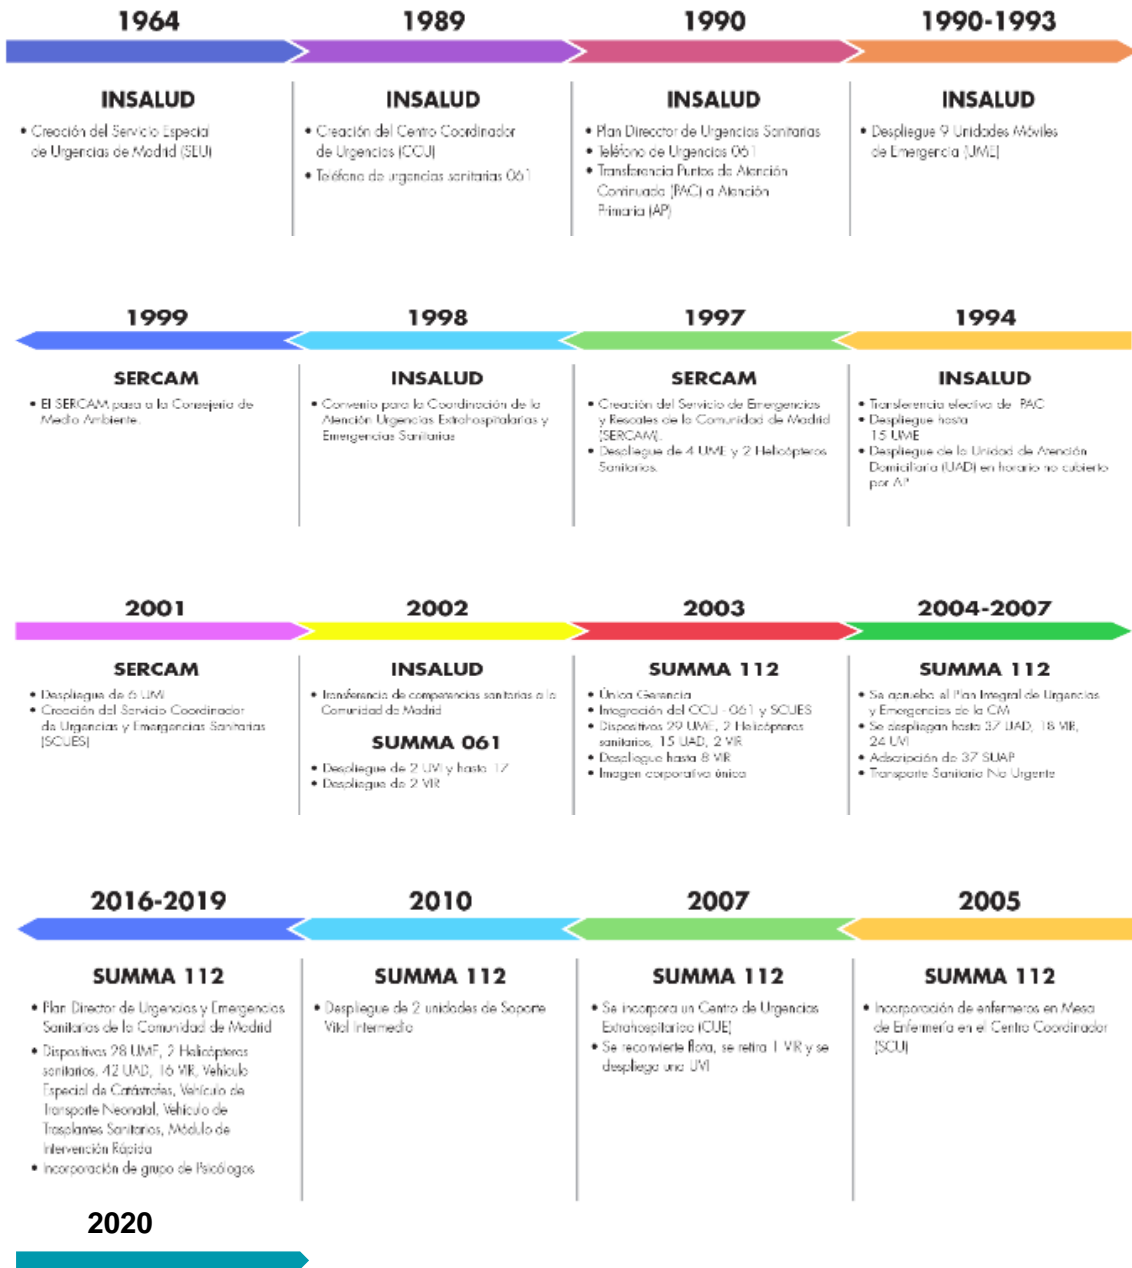 1964
INSALUD
• Creación del Servicio Especial
de Urgencias de Madrid (SEU)
1989
INSALUD
• Creación del Centro Coordinador
de Urgencias (CCU)
• Teléfono de urgencias sanitarias 061
1990
INSALUD
• Plan Director de Urgencias Sanitarias
• Teléfono de Urgencias 061
• Transferencia Puntos de Atención
Continuada (PAC) a Atención
Primaria (AP)
1990-1993
INSALUD
• Despliegue 9 Unidades Móviles
de Emergencia (UME)
1999
SERCAM
• El SERCAM pasa a la Consejería de
Medio Ambiente.
1998
INSALUD
• Convenio para la Coordinación de la
Atención Urgencias Extrahospitalarias y
Emergencias Sanitarias
1997
SERCAM
• Creación del Servicio de Emergencias
y Rescates de la Comunidad de Madrid
(SERCAM).
• Despliegue de 4 UME y 2 Helicópteros
Sanitarios.
1994
INSALUD
• Transferencia efectiva de PAC
• Despliegue hasta
15 UME
• Despliegue de la Unidad de Atención
Domiciliaria (UAD) en horario no cubierto
por AP
2001
SERCAM
• Despliegue de 6 UMI
• Creación del Servicio Coordinador
de Urgencias y Emergencias Sanitarias
(SCUES)
2002
INSALUD
• Transferencia de competencias sanitarias a la
Comunidad de Madrid
SUMMA 061
• Despliegue de 2 UVI y hasta 17
• Despliegue de 2 VIR
2003
SUMMA 112
• Única Gerencia
• Integración del CCU - 061 y SCUES
• Dispositivos 29 UME, 2 Helicópteros
sanitarios, 15 UAD, 2 VIR
• Despliegue hasta 8 VIR
• Imagen corporativa única
2004-2007
SUMMA 112
• Se aprueba el Plan Integral de Urgencias
y Emergencias de la CM
• Se despliegan hasta 37 UAD, 18 VIR,
24 UVI
• Adscripción de 37 SUAP
• Transporte Sanitario No Urgente
2016-2019
SUMMA 112
• Plan Director de Urgencias y Emergencias
Sanitarias de la Comunidad de Madrid
• Dispositivos 28 UME, 2 Helicópteros
sanitarios, 42 UAD, 16 VIR, Vehículo
Especial de Catástrofes, Vehículo de
Transporte Neonatal, Vehículo de
Trasplantes Sanitarios, Módulo de
Intervención Rápida
• Incorporación de grupo de Psicólogos
2010
SUMMA 112
• Despliegue de 2 unidades de Soporte
Vital Intermedio
2007
SUMMA 112
• Se incorpora un Centro de Urgencias
Extrahospitarico (CUE)
• Se reconvierte flota, se retira 1 VIR y se
despliega una UVI
2005
SUMMA 112
• Incorporación de enfermeros en Mesa
de Enfermería en el Centro Coordinador
(SCU)
2020